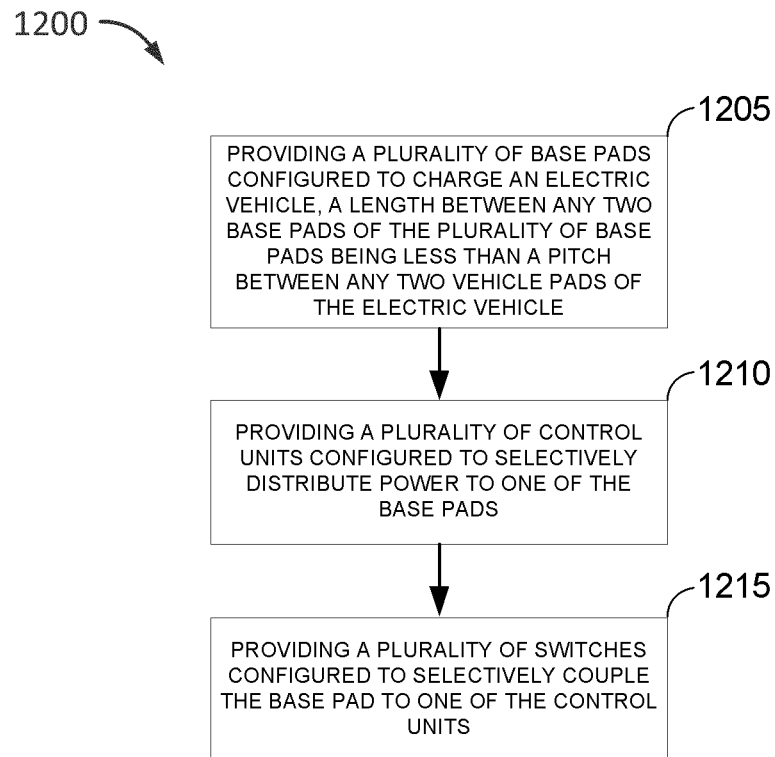 1200
1205
PROVIDING A PLURALITY OF BASE PADS
CONFIGURED TO CHARGE AN ELECTRIC
VEHICLE, A LENGTH BETWEEN ANY TWO
BASE PADS OF THE PLURALITY OF BASE
PADS BEING LESS THAN A PITCH
BETWEEN ANY TWO VEHICLE PADS OF
THE ELECTRIC VEHICLE
1210
PROVIDING A PLURALITY OF CONTROL
UNITS CONFIGURED TO SELECTIVELY
DISTRIBUTE POWER TO ONE OF THE
BASE PADS
1215
PROVIDING A PLURALITY OF SWITCHES
CONFIGURED TO SELECTIVELY COUPLE
THE BASE PAD TO ONE OF THE CONTROL
UNITS